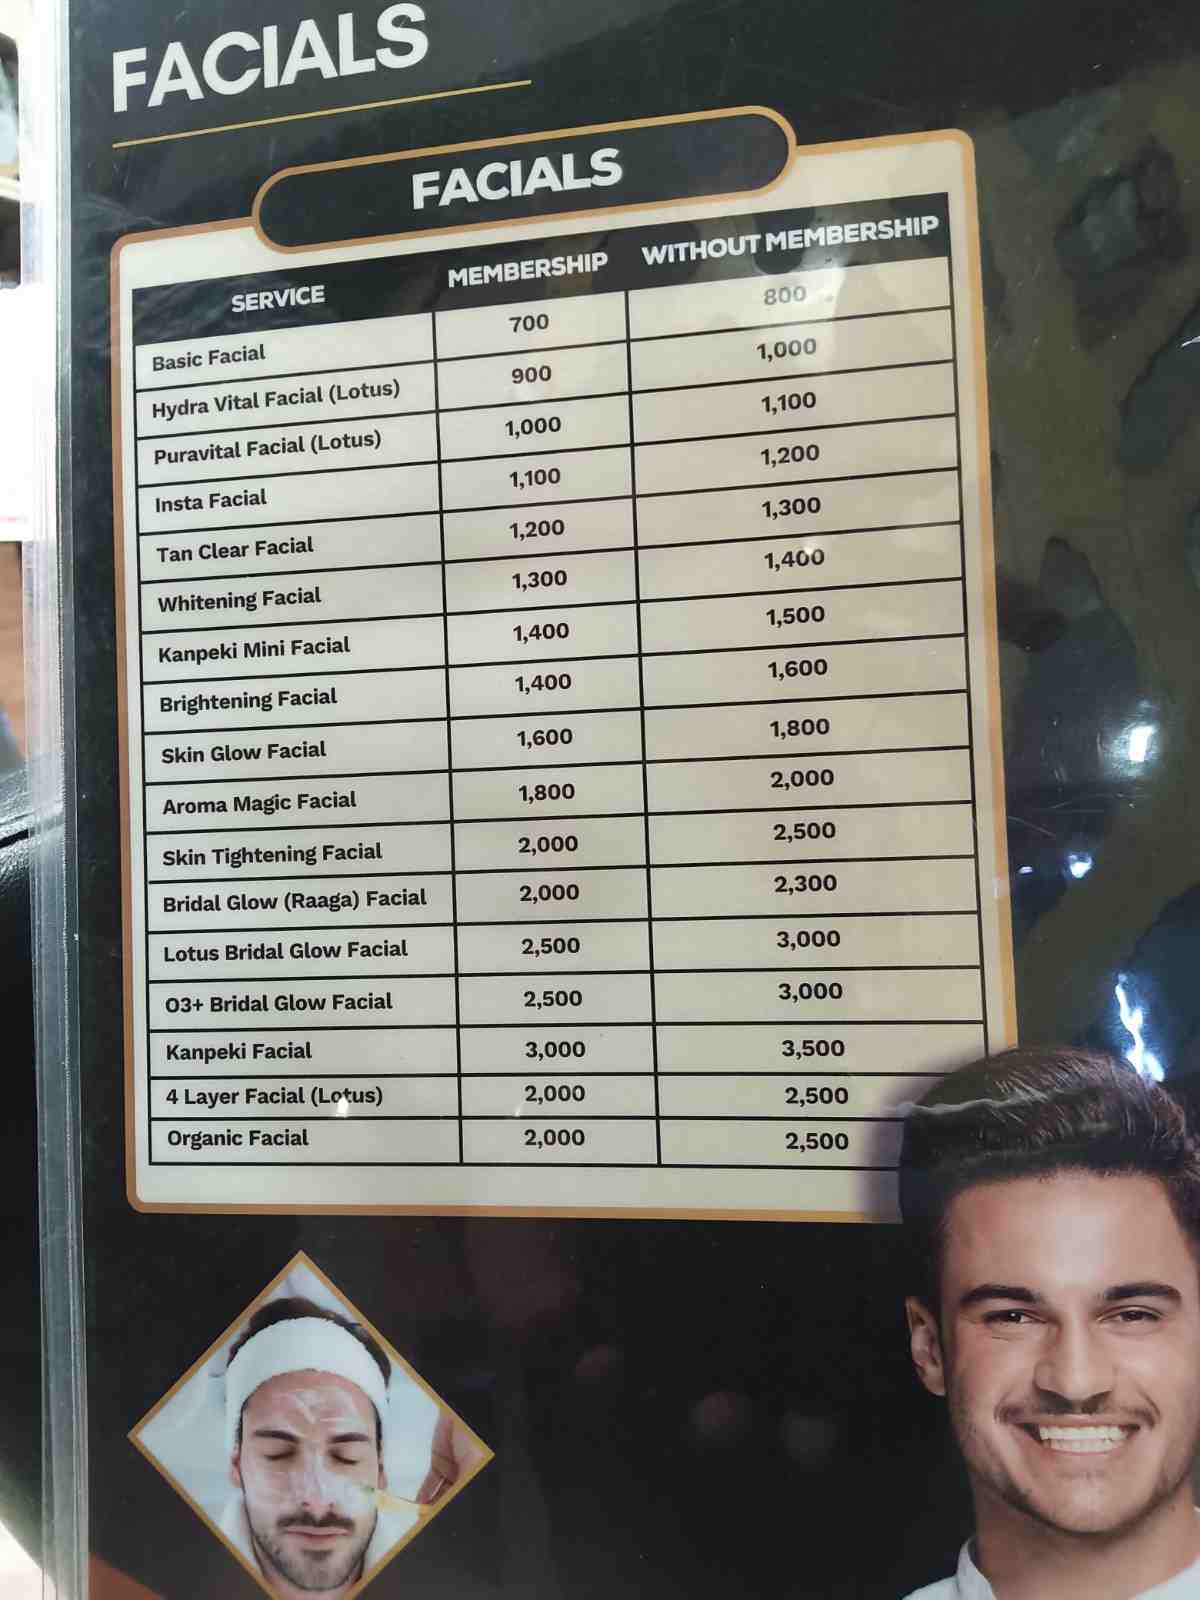 FACIALS
FACIALS
SERVICE MEMBERSHIP WITHOUT MEMBERSHIP
Basic Facial 700 800
Hydra Vital Facial (Lotus) 900 1,000
Puravital Facial (Lotus) 1,000 1,100
Insta Facial 1,100 1,200
Tan Clear Facial 1,200 1,300
Whitening Facial 1,300 1,400
Kanpeki Mini Facial 1,400 1,500
Brightening Facial 1,400 1,600
Skin Glow Facial 1,600 1,800
Aroma Magic Facial 1,800 2,000
Skin Tightening Facial 2,000 2,500
Bridal Glow (Raaga) Facial 2,000 2,300
Lotus Bridal Glow Facial 2,500 3,000
O3+ Bridal Glow Facial 2,500 3,000
Kanpeki Facial 3,000 3,500
4 Layer Facial (Lotus) 2,000 2,500
Organic Facial 2,000 2,500